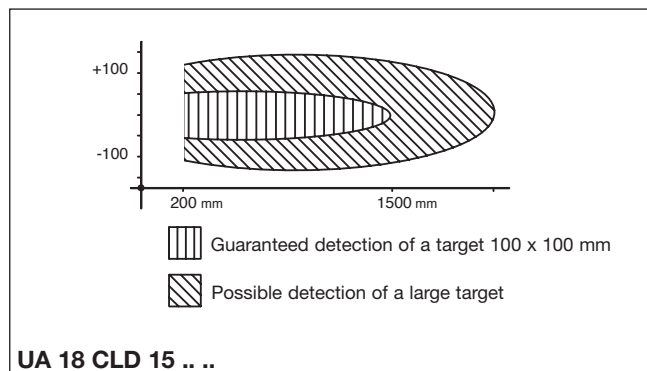 +100
-100
200 mm 1500 mm
Guaranteed detection of a target 100 x 100 mm
Possible detection of a large target
UA 18 CLD 15 .. ..